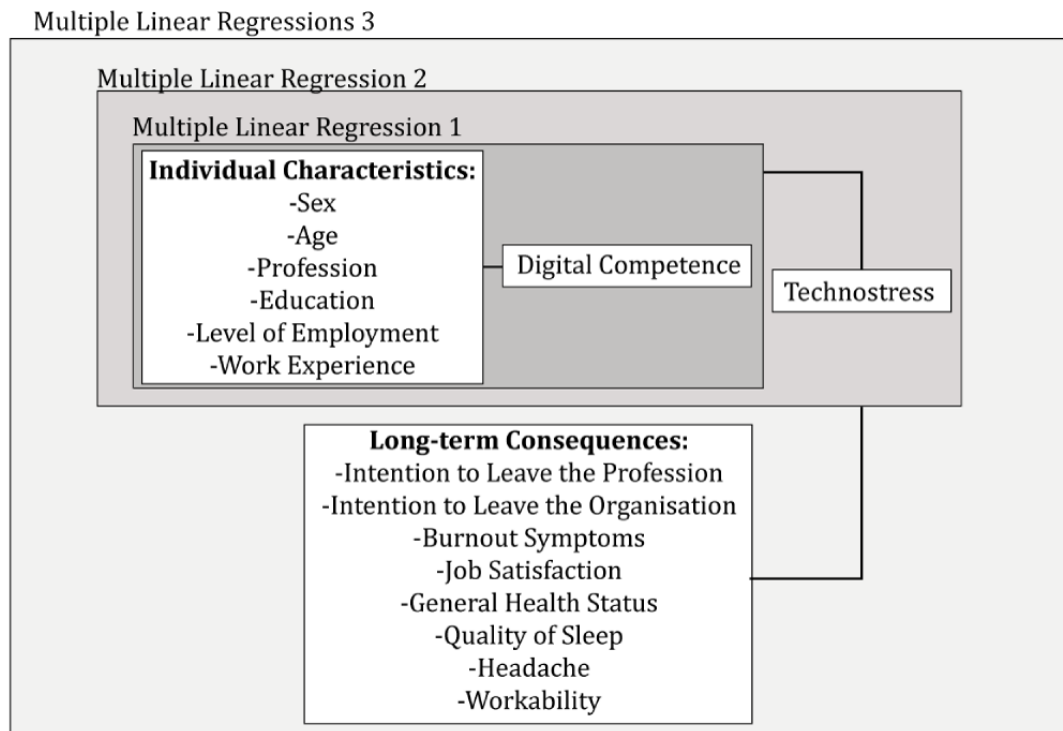 Multiple Linear Regressions 3
Multiple Linear Regression 2
Multiple Linear Regression 1
Individual Characteristics:
-Sex
-Age
-Profession
-Education
-Level of Employment
-Work Experience
Digital Competence
Technostress
Long-term Consequences:
-Intention to Leave the Profession
-Intention to Leave the Organisation
-Burnout Symptoms
-Job Satisfaction
-General Health Status
-Quality of Sleep
-Headache
-Workability